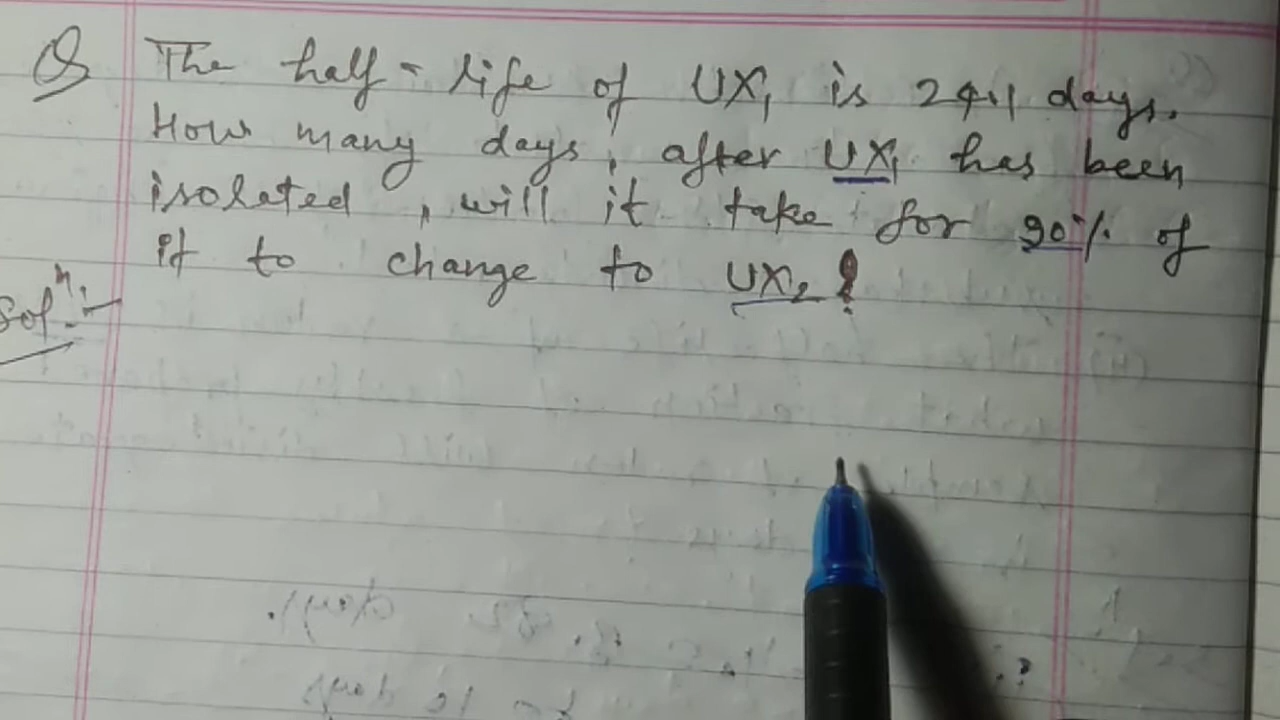 Q The half-life of UX₁ is 24.1 days.
How many days, after UX₁ has been
isolated, will it take for 90% of
it to change to UX₂?
Solⁿ:-